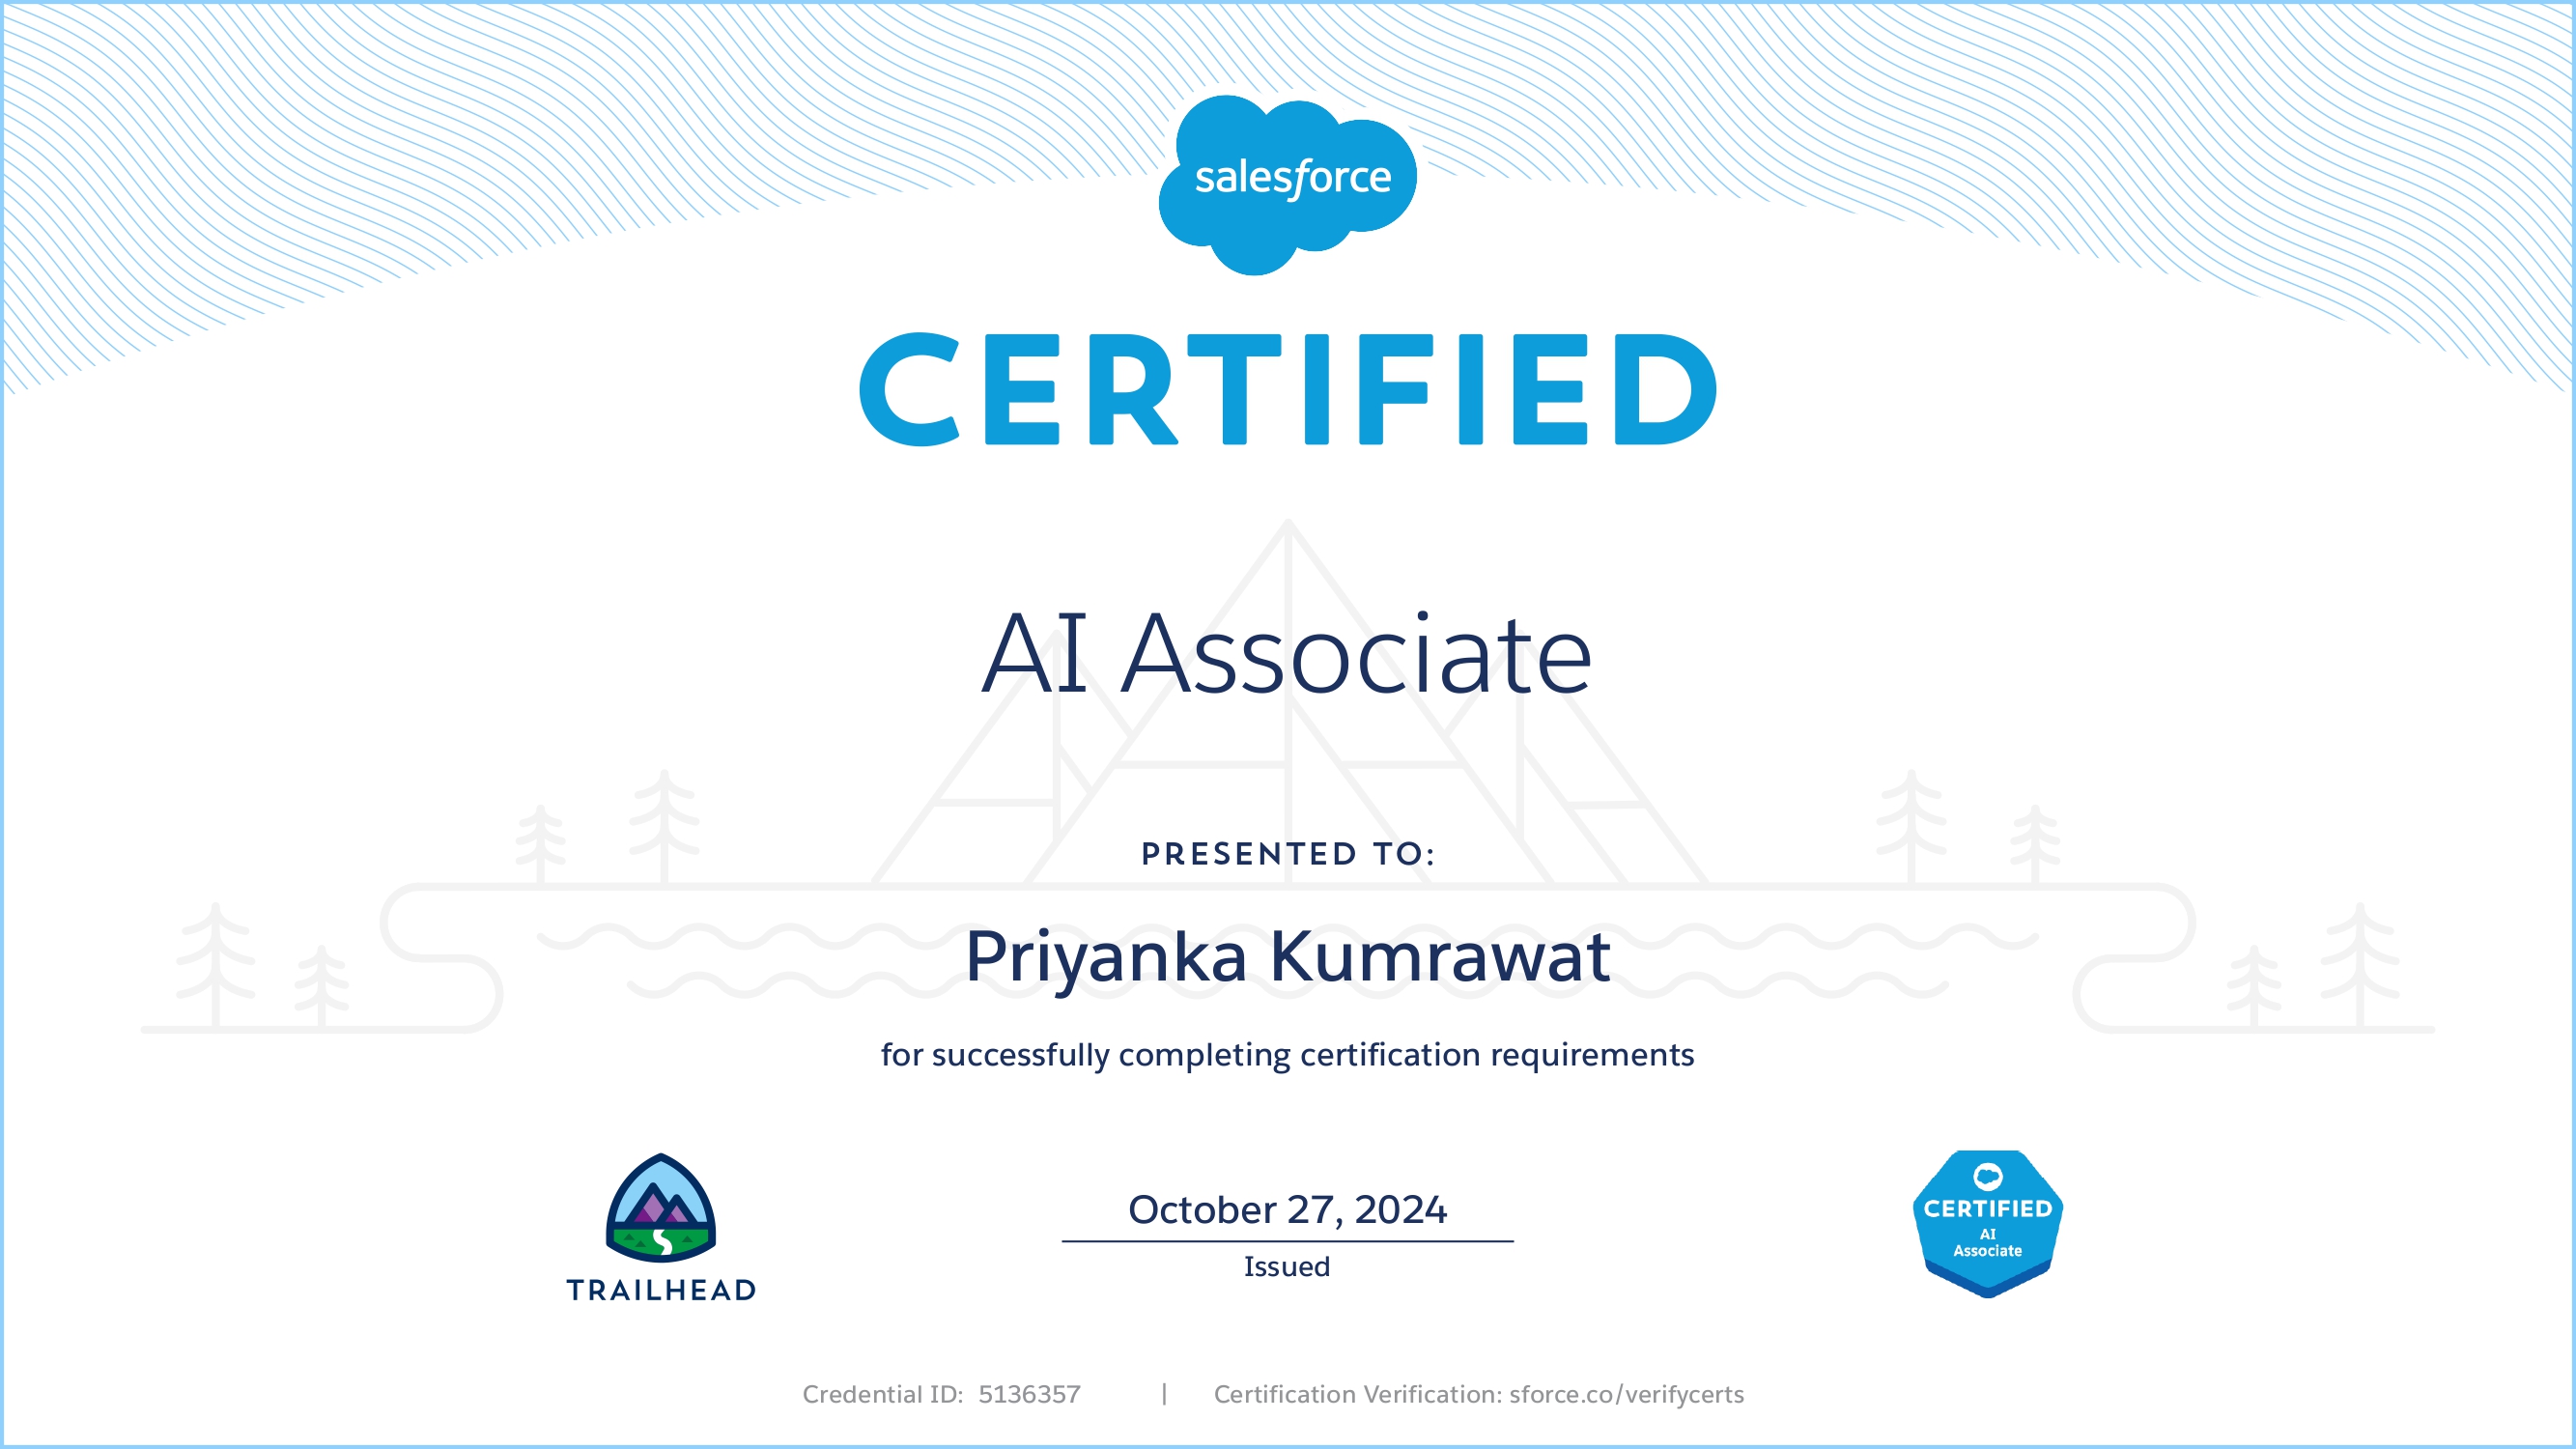 salesforce
CERTIFIED
AI Associate
PRESENTED TO:
Priyanka Kumrawat
for successfully completing certification requirements
TRAILHEAD
October 27, 2024
Issued
CERTIFIED
AI
Associate
Credential ID: 5136357 | Certification Verification: sforce.co/verifycerts